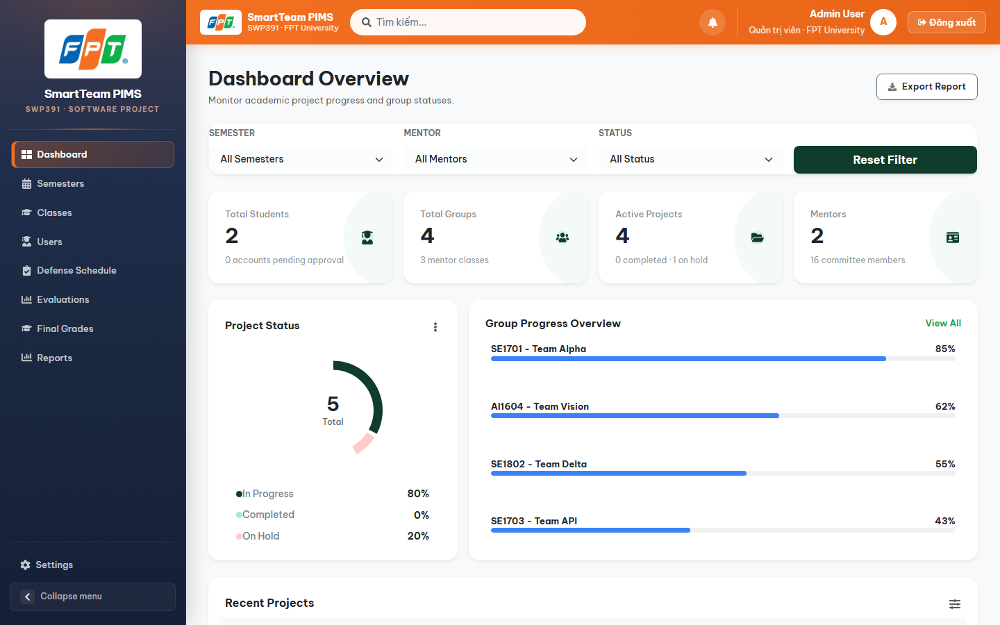 FPT
SmartTeam PIMS
SWP391 · SOFTWARE PROJECT
Dashboard
Semesters
Classes
Users
Defense Schedule
Evaluations
Final Grades
Reports
Settings
Collapse menu
FPT
SmartTeam PIMS
SWP391 · FPT University
Tìm kiếm...
Admin User
Quản trị viên · FPT University
A
Đăng xuất
Dashboard Overview
Monitor academic project progress and group statuses.
Export Report
SEMESTER
MENTOR
STATUS
All Semesters
All Mentors
All Status
Reset Filter
Total Students
2
0 accounts pending approval
Total Groups
4
3 mentor classes
Active Projects
4
0 completed · 1 on hold
Mentors
2
16 committee members
Project Status
5
Total
In Progress 80%
Completed 0%
On Hold 20%
Group Progress Overview
View All
SE1701 - Team Alpha 85%
AI1604 - Team Vision 62%
SE1802 - Team Delta 55%
SE1703 - Team API 43%
Recent Projects